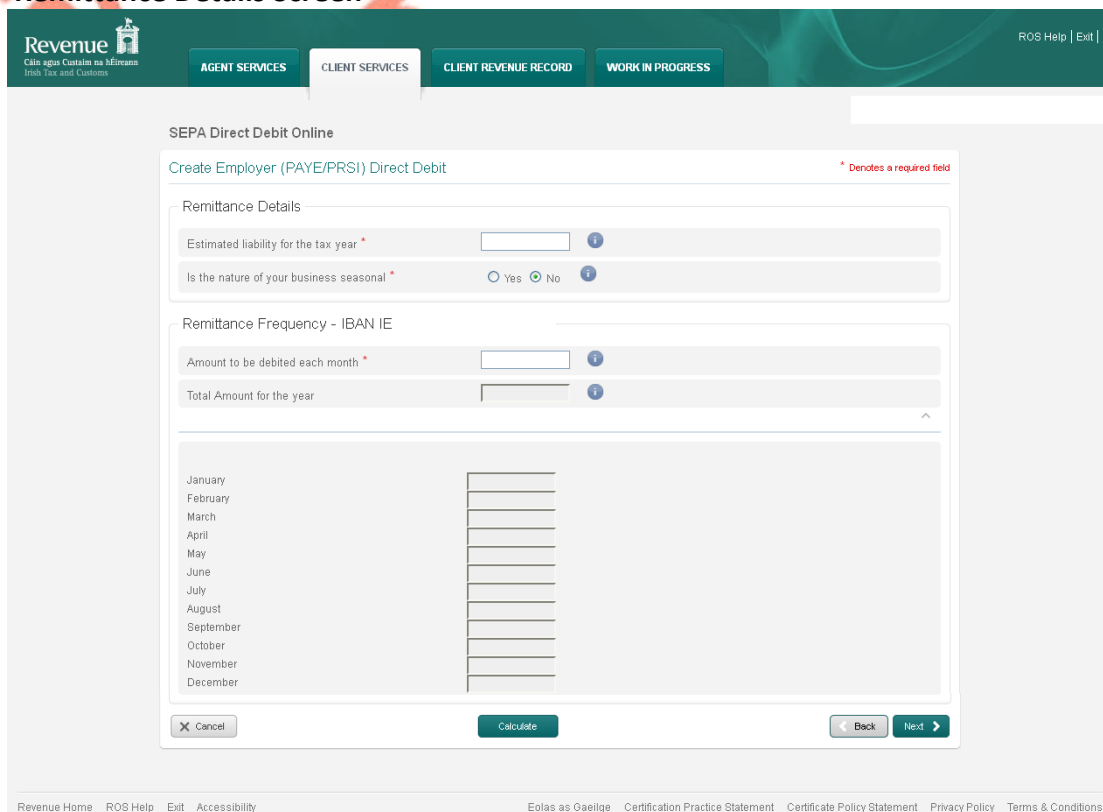 Remittance Details Screen
Revenue
Cáin agus Custaim na hÉireann
Irish Tax and Customs
ROS Help | Exit |
AGENT SERVICES CLIENT SERVICES CLIENT REVENUE RECORD WORK IN PROGRESS
SEPA Direct Debit Online
Create Employer (PAYE/PRSI) Direct Debit * Denotes a required field
Remittance Details
Estimated liability for the tax year * i
Is the nature of your business seasonal * Yes No i
Remittance Frequency - IBAN IE
Amount to be debited each month * i
Total Amount for the year i
January
February
March
April
May
June
July
August
September
October
November
December
Cancel Calculate Back Next
Revenue Home ROS Help Exit Accessibility Eolas as Gaeilge Certification Practice Statement Certificate Policy Statement Privacy Policy Terms & Conditions